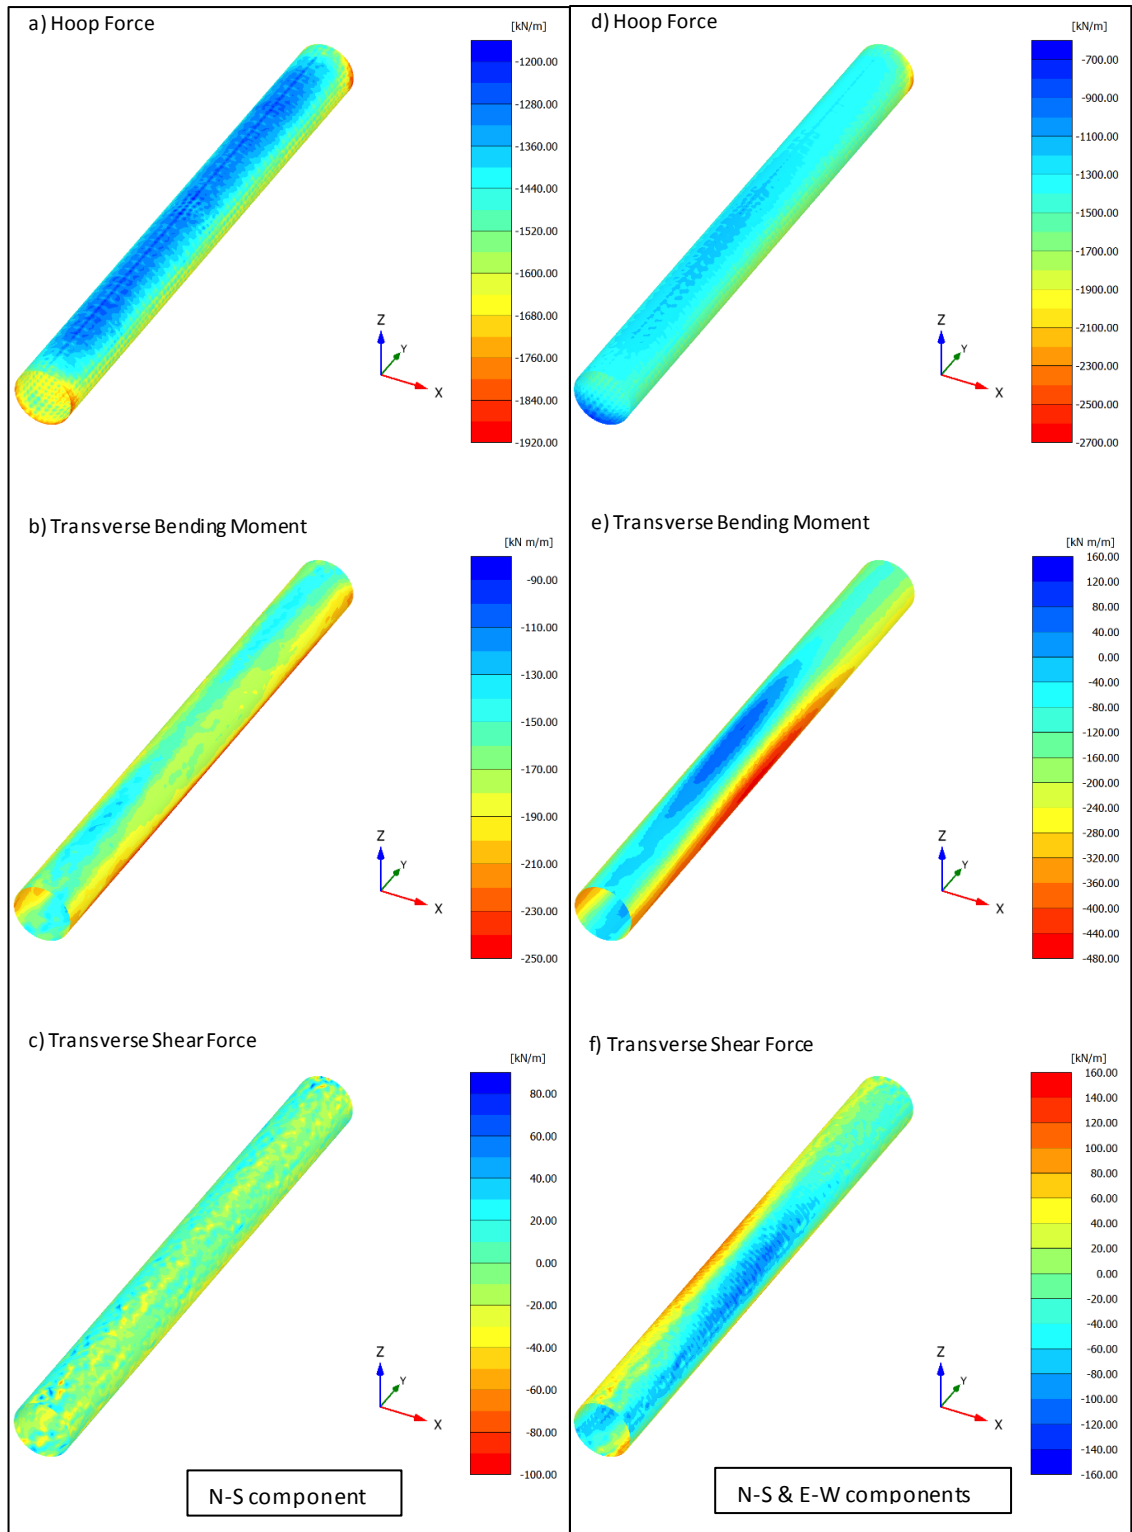 a) Hoop Force
[kN/m]
-1200.00
-1280.00
-1360.00
-1440.00
-1520.00
-1600.00
-1680.00
-1760.00
-1840.00
-1920.00
Z
Y
X
b) Transverse Bending Moment
[kN m/m]
-90.00
-110.00
-130.00
-150.00
-170.00
-190.00
-210.00
-230.00
-250.00
Z
Y
X
c) Transverse Shear Force
[kN/m]
80.00
60.00
40.00
20.00
0.00
-20.00
-40.00
-60.00
-80.00
-100.00
Z
Y
X
N-S component
d) Hoop Force
[kN/m]
-700.00
-900.00
-1100.00
-1300.00
-1500.00
-1700.00
-1900.00
-2100.00
-2300.00
-2500.00
-2700.00
Z
Y
X
e) Transverse Bending Moment
[kN m/m]
160.00
120.00
80.00
40.00
0.00
-40.00
-80.00
-120.00
-160.00
-200.00
-240.00
-280.00
-320.00
-360.00
-400.00
-440.00
-480.00
Z
Y
X
f) Transverse Shear Force
[kN/m]
160.00
140.00
120.00
100.00
80.00
60.00
40.00
20.00
0.00
-20.00
-40.00
-60.00
-80.00
-100.00
-120.00
-140.00
-160.00
Z
Y
X
N-S & E-W components